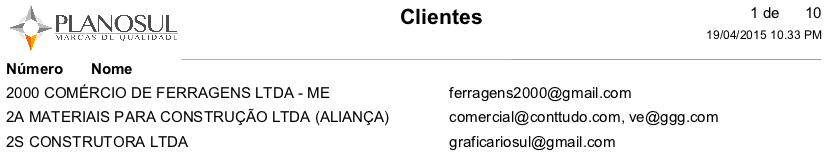 PLANOSUL
MARCAS DE QUALIDADE
Clientes
1 de 10
19/04/2015 10.33 PM
Número Nome
2000 COMÉRCIO DE FERRAGENS LTDA - ME ferragens2000@gmail.com
2A MATERIAIS PARA CONSTRUÇÃO LTDA (ALIANÇA) comercial@conttudo.com, ve@ggg.com
2S CONSTRUTORA LTDA graficariosul@gmail.com